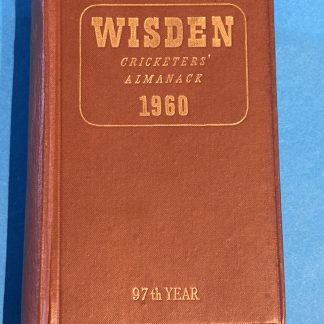 WISDEN
CRICKETERS'
ALMANACK
1960
97th YEAR